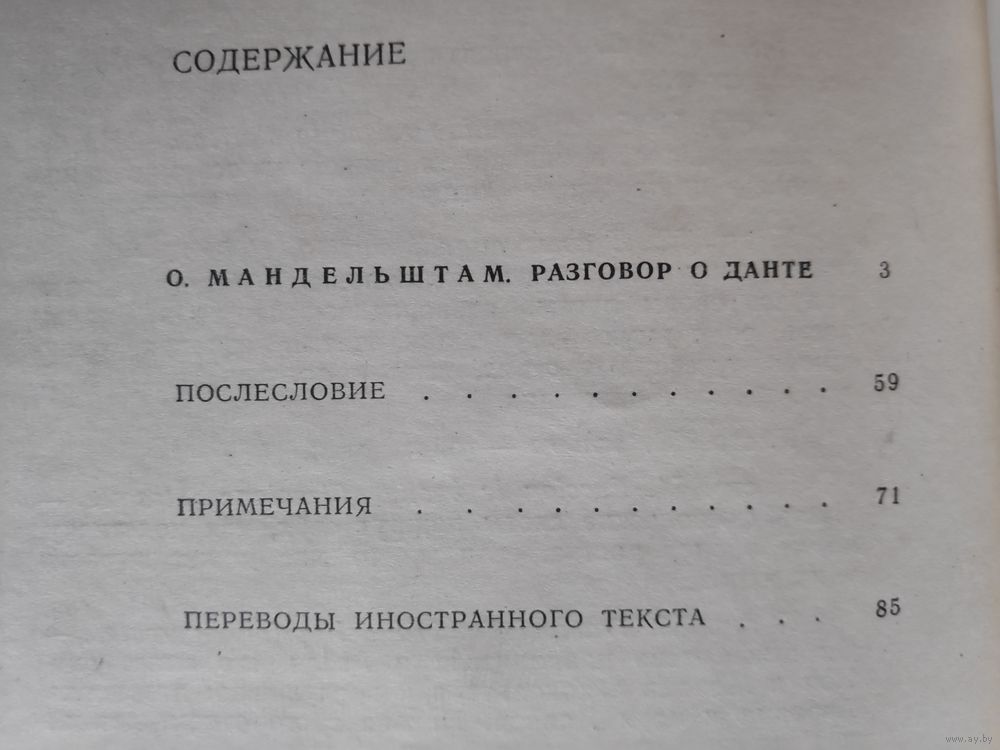 СОДЕРЖАНИЕ
О. МАНДЕЛЬШТАМ. РАЗГОВОР О ДАНТЕ 3
ПОСЛЕСЛОВИЕ . . . . . . . . . . . 59
ПРИМЕЧАНИЯ . . . . . . . . . . . 71
ПЕРЕВОДЫ ИНОСТРАННОГО ТЕКСТА . . . 85
www.ay.by